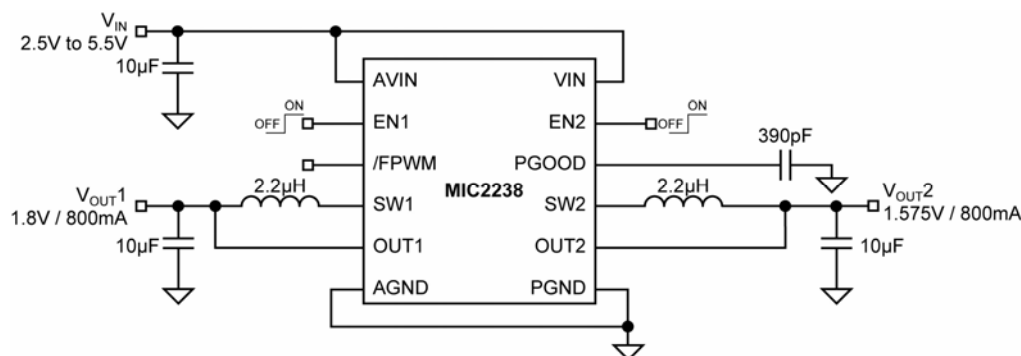 VIN
2.5V to 5.5V
10µF
AVIN
VIN
ON
OFF
EN1
EN2
ON
OFF
390pF
/FPWM
PGOOD
MIC2238
VOUT1
1.8V / 800mA
2.2µH
SW1
SW2
2.2µH
VOUT2
1.575V / 800mA
10µF
OUT1
OUT2
10µF
AGND
PGND